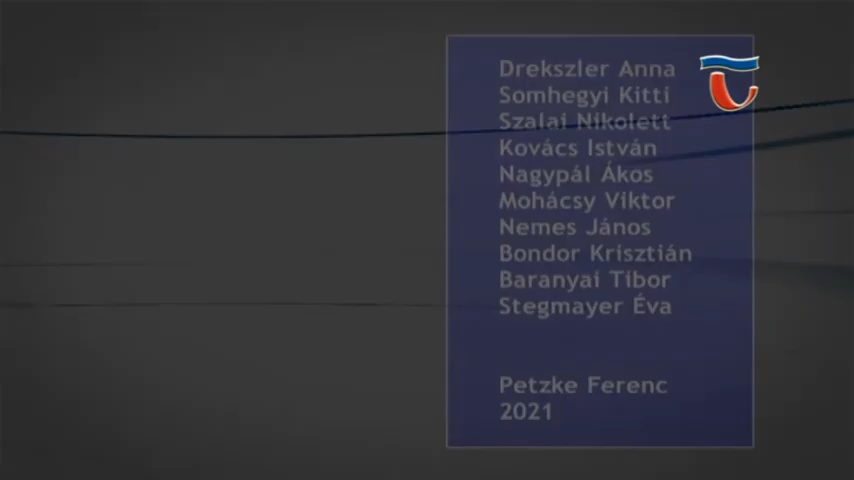 Drekszler Anna
Somhegyi Kitti
Szalai Nikolett
Kovács István
Nagypál Ákos
Mohácsy Viktor
Nemes János
Bondor Krisztián
Baranyai Tibor
Stegmayer Éva
Petzke Ferenc
2021